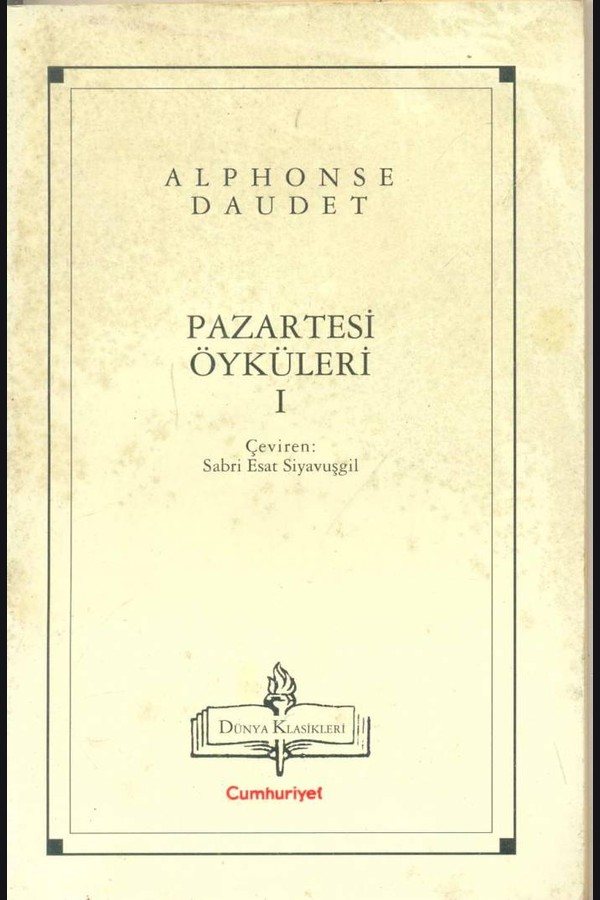 ALPHONSE
DAUDET
PAZARTESİ
ÖYKÜLERİ
I
Çeviren:
Sabri Esat Siyavuşgil
DÜNYA KLASİKLERİ
Cumhuriyet